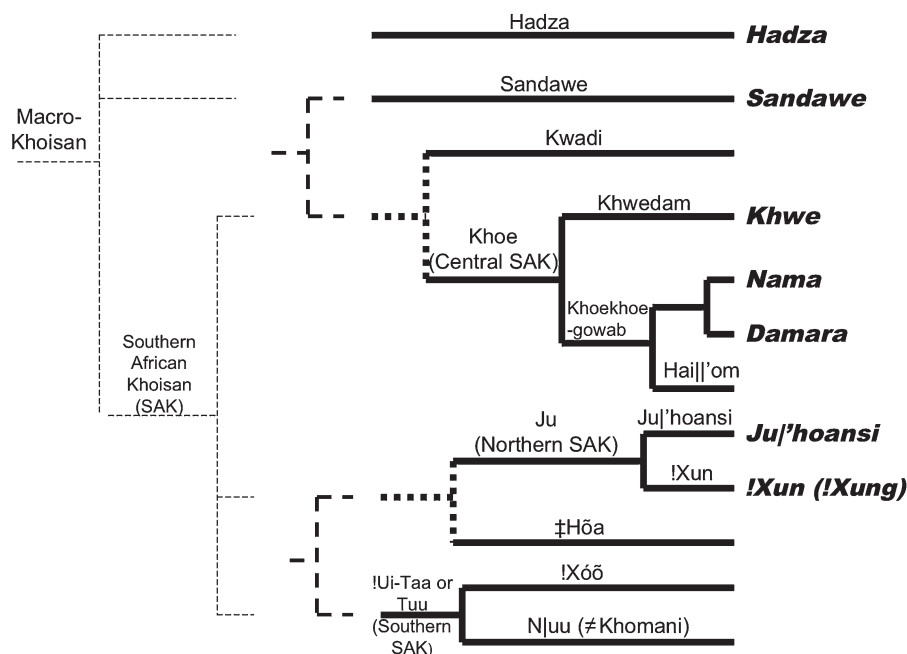 Hadza
Hadza
Sandawe
Sandawe
Macro-
Khoisan
Kwadi
Khwedam
Khwe
Khoe
(Central SAK)
Nama
Khoekhoe
-gowab
Damara
Southern
African
Khoisan
(SAK)
Hai||’om
Ju
(Northern SAK)
Ju|’hoansi
Ju|’hoansi
!Xun
!Xun (!Xung)
‡Hõa
!Xóõ
!Ui-Taa or
Tuu
(Southern
SAK)
N|uu (≠Khomani)